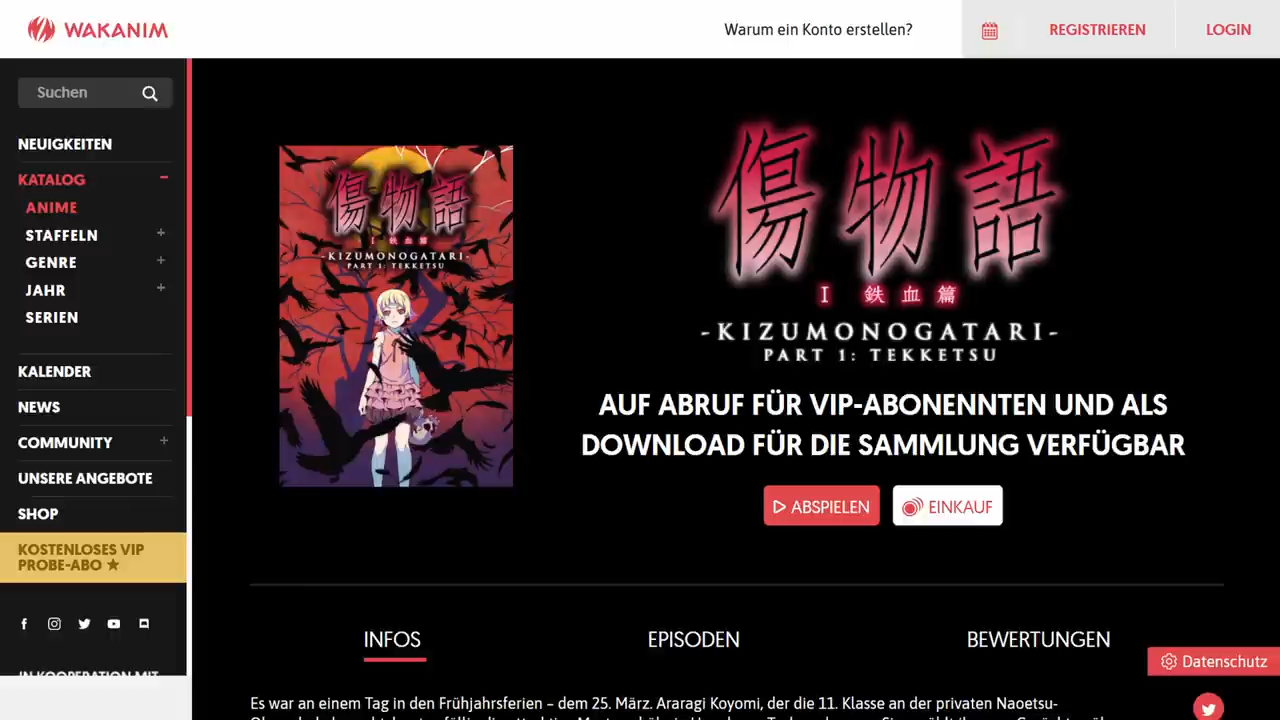 WAKANIM
Warum ein Konto erstellen?
REGISTRIEREN
LOGIN
Suchen
NEUIGKEITEN
KATALOG
ANIME
STAFFELN
GENRE
JAHR
SERIEN
KALENDER
NEWS
COMMUNITY
UNSERE ANGEBOTE
SHOP
KOSTENLOSES VIP
PROBE-ABO ★
IN KOOPERATION MIT
傷物語
I 鉄血篇
-KIZUMONOGATARI-
PART 1: TEKKETSU
傷物語
I 鉄血篇
-KIZUMONOGATARI-
PART 1: TEKKETSU
AUF ABRUF FÜR VIP-ABONENNTEN UND ALS
DOWNLOAD FÜR DIE SAMMLUNG VERFÜGBAR
ABSPIELEN
EINKAUF
INFOS
EPISODEN
BEWERTUNGEN
Datenschutz
Es war an einem Tag in den Frühjahrsferien – dem 25. März. Araragi Koyomi, der die 11. Klasse an der privaten Naoetsu-